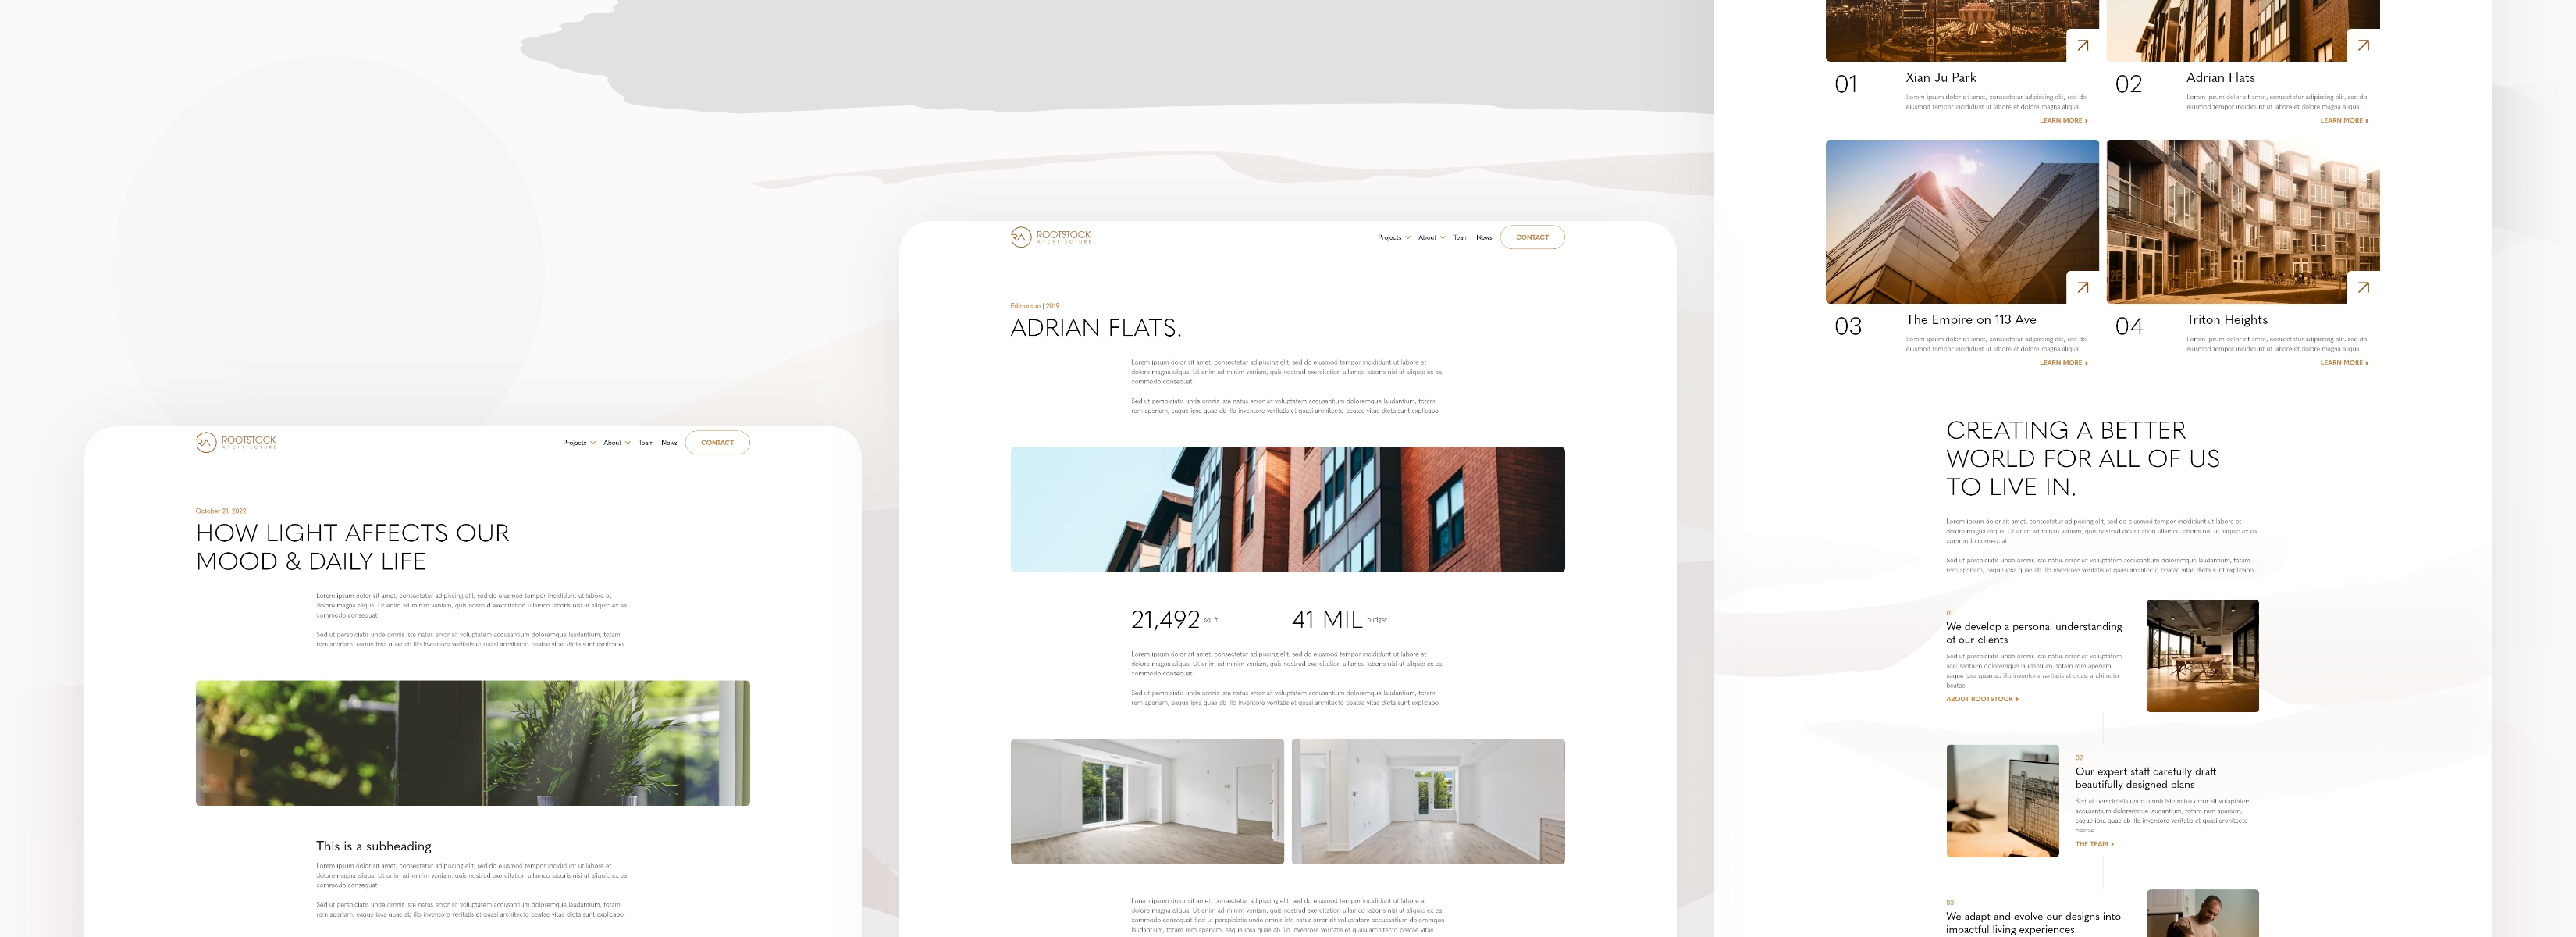 ROOTSTOCK
ARCHITECTURE
Projects
About
Team
News
CONTACT
October 21, 2022
HOW LIGHT AFFECTS OUR
MOOD & DAILY LIFE
Lorem ipsum dolor sit amet, consectetur adipiscing elit, sed do eiusmod tempor incididunt ut labore et
dolore magna aliqua. Ut enim ad minim veniam, quis nostrud exercitation ullamco laboris nisi ut aliquip ex ea
commodo consequat
Sed ut perspiciatis unde omnis iste natus error sit voluptatem accusantium doloremque laudantium, totam
rem aperiam, eaque ipsa quae ab illo inventore veritatis et quasi architecto beatae vitae dicta sunt explicabo.
This is a subheading
Lorem ipsum dolor sit amet, consectetur adipiscing elit, sed do eiusmod tempor incididunt ut labore et
dolore magna aliqua. Ut enim ad minim veniam, quis nostrud exercitation ullamco laboris nisi ut aliquip ex ea
commodo consequat
Sed ut perspiciatis unde omnis iste natus error sit voluptatem accusantium doloremque laudantium, totam
rem aperiam, eaque ipsa quae ab illo inventore veritatis et quasi architecto beatae vitae dicta sunt explicabo.
ROOTSTOCK
ARCHITECTURE
Projects
About
Team
News
CONTACT
Edmonton | 2019
ADRIAN FLATS.
Lorem ipsum dolor sit amet, consectetur adipiscing elit, sed do eiusmod tempor incididunt ut labore et
dolore magna aliqua. Ut enim ad minim veniam, quis nostrud exercitation ullamco laboris nisi ut aliquip ex ea
commodo consequat
Sed ut perspiciatis unde omnis iste natus error sit voluptatem accusantium doloremque laudantium, totam
rem aperiam, eaque ipsa quae ab illo inventore veritatis et quasi architecto beatae vitae dicta sunt explicabo.
21,492 sq. ft.
41 MIL budget
Lorem ipsum dolor sit amet, consectetur adipiscing elit, sed do eiusmod tempor incididunt ut labore et
dolore magna aliqua. Ut enim ad minim veniam, quis nostrud exercitation ullamco laboris nisi ut aliquip ex ea
commodo consequat
Sed ut perspiciatis unde omnis iste natus error sit voluptatem accusantium doloremque laudantium, totam
rem aperiam, eaque ipsa quae ab illo inventore veritatis et quasi architecto beatae vitae dicta sunt explicabo.
Lorem ipsum dolor sit amet, consectetur adipiscing elit, sed do eiusmod tempor incididunt ut labore et
dolore magna aliqua. Ut enim ad minim veniam, quis nostrud exercitation ullamco laboris nisi ut aliquip ex ea
commodo consequat Sed ut perspiciatis unde omnis iste natus error sit voluptatem accusantium doloremque
laudantium, totam rem aperiam, eaque ipsa quae ab illo inventore veritatis et quasi architecto beatae vitae
01
Xian Ju Park
Lorem ipsum dolor sit amet, consectetur adipiscing elit, sed do
eiusmod tempor incididunt ut labore et dolore magna aliqua.
LEARN MORE
02
Adrian Flats
Lorem ipsum dolor sit amet, consectetur adipiscing elit, sed do
eiusmod tempor incididunt ut labore et dolore magna aliqua.
LEARN MORE
03
The Empire on 113 Ave
Lorem ipsum dolor sit amet, consectetur adipiscing elit, sed do
eiusmod tempor incididunt ut labore et dolore magna aliqua.
LEARN MORE
04
Triton Heights
Lorem ipsum dolor sit amet, consectetur adipiscing elit, sed do
eiusmod tempor incididunt ut labore et dolore magna aliqua.
LEARN MORE
CREATING A BETTER
WORLD FOR ALL OF US
TO LIVE IN.
Lorem ipsum dolor sit amet, consectetur adipiscing elit, sed do eiusmod tempor incididunt ut labore et
dolore magna aliqua. Ut enim ad minim veniam, quis nostrud exercitation ullamco laboris nisi ut aliquip ex ea
commodo consequat.
Sed ut perspiciatis unde omnis iste natus error sit voluptatem accusantium doloremque laudantium, totam
rem aperiam, eaque ipsa quae ab illo inventore veritatis et quasi architecto beatae vitae dicta sunt explicabo.
01
We develop a personal understanding
of our clients
Sed ut perspiciatis unde omnis iste natus error sit voluptatem
accusantium doloremque laudantium, totam rem aperiam,
eaque ipsa quae ab illo inventore veritatis et quasi architecto
beatae.
ABOUT ROOTSTOCK
02
Our expert staff carefully draft
beautifully designed plans
Sed ut perspiciatis unde omnis iste natus error sit voluptatem
accusantium doloremque laudantium, totam rem aperiam,
eaque ipsa quae ab illo inventore veritatis et quasi architecto
beatae.
THE TEAM
03
We adapt and evolve our designs into
impactful living experiences